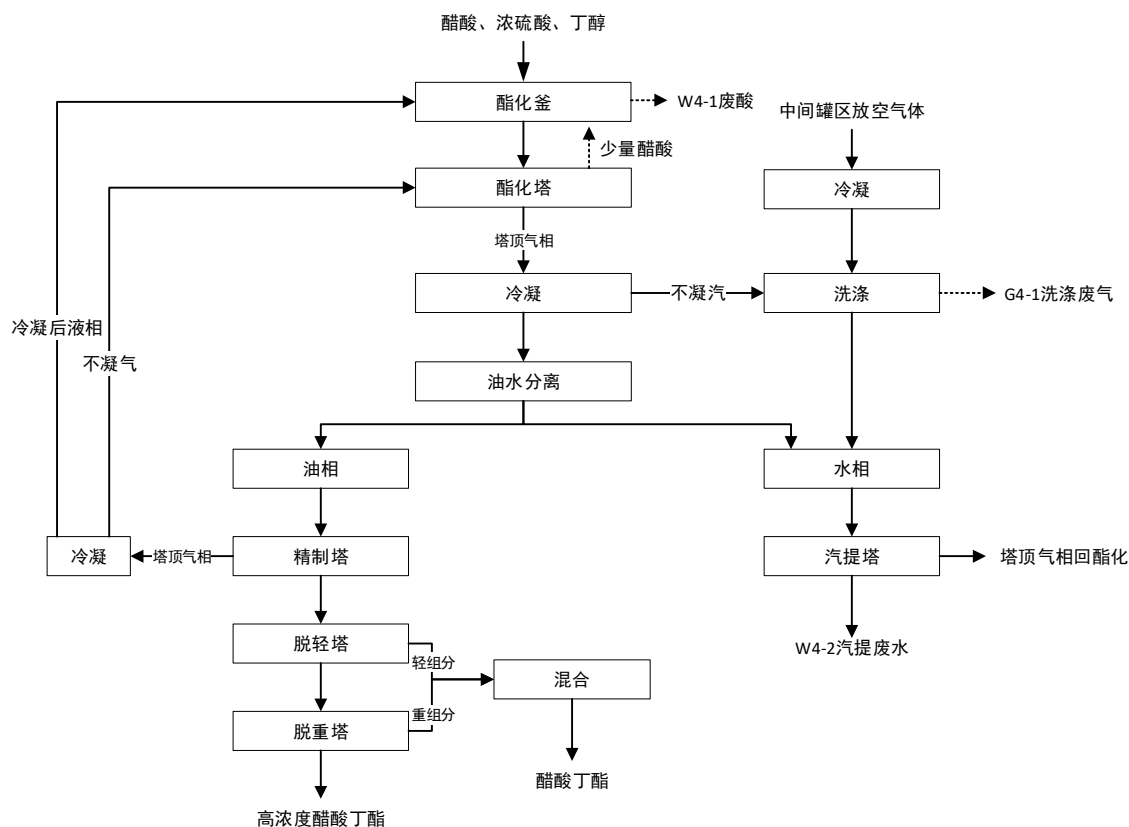 醋酸、浓硫酸、丁醇
酯化釜
W4-1废酸
中间罐区放空气体
少量醋酸
酯化塔
冷凝
塔顶气相
冷凝
不凝汽
洗涤
G4-1洗涤废气
冷凝后液相
不凝气
油水分离
油相
水相
冷凝
塔顶气相
精制塔
汽提塔
塔顶气相回酯化
脱轻塔
轻组分
W4-2汽提废水
混合
重组分
脱重塔
醋酸丁酯
高浓度醋酸丁酯